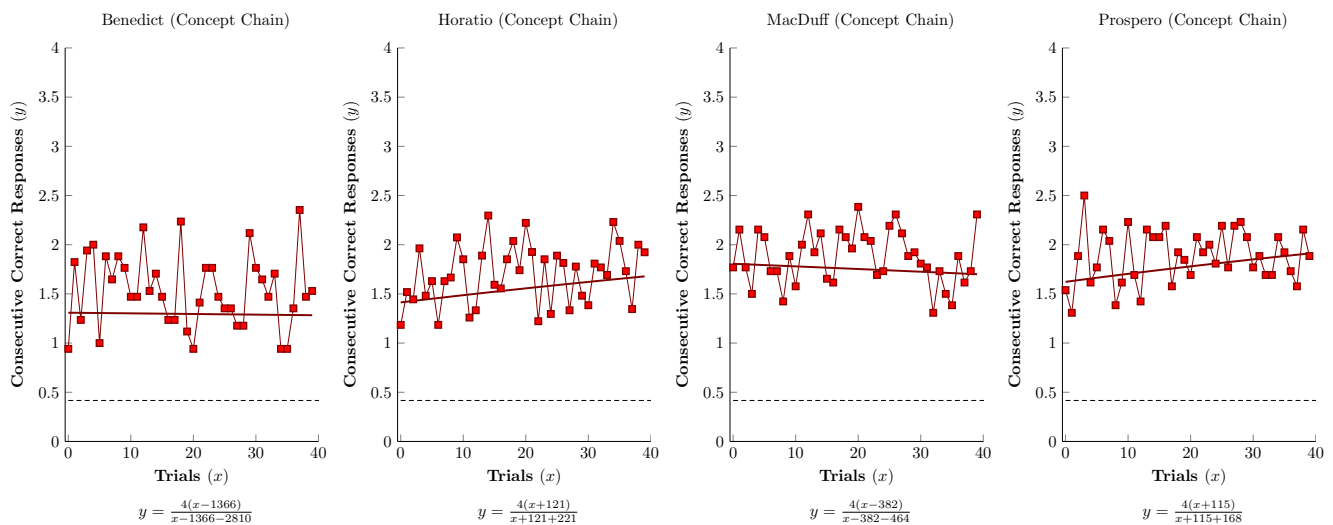 Benedict (Concept Chain)
Consecutive Correct Responses (y)
4
3.5
3
2.5
2
1.5
1
0.5
0
0 10 20 30 40
Trials (x)
y = 4(x−1366)/x−1366−2810
Horatio (Concept Chain)
Consecutive Correct Responses (y)
4
3.5
3
2.5
2
1.5
1
0.5
0
0 10 20 30 40
Trials (x)
y = 4(x+121)/x+121+221
MacDuff (Concept Chain)
Consecutive Correct Responses (y)
4
3.5
3
2.5
2
1.5
1
0.5
0
0 10 20 30 40
Trials (x)
y = 4(x−382)/x−382−464
Prospero (Concept Chain)
Consecutive Correct Responses (y)
4
3.5
3
2.5
2
1.5
1
0.5
0
0 10 20 30 40
Trials (x)
y = 4(x+115)/x+115+168